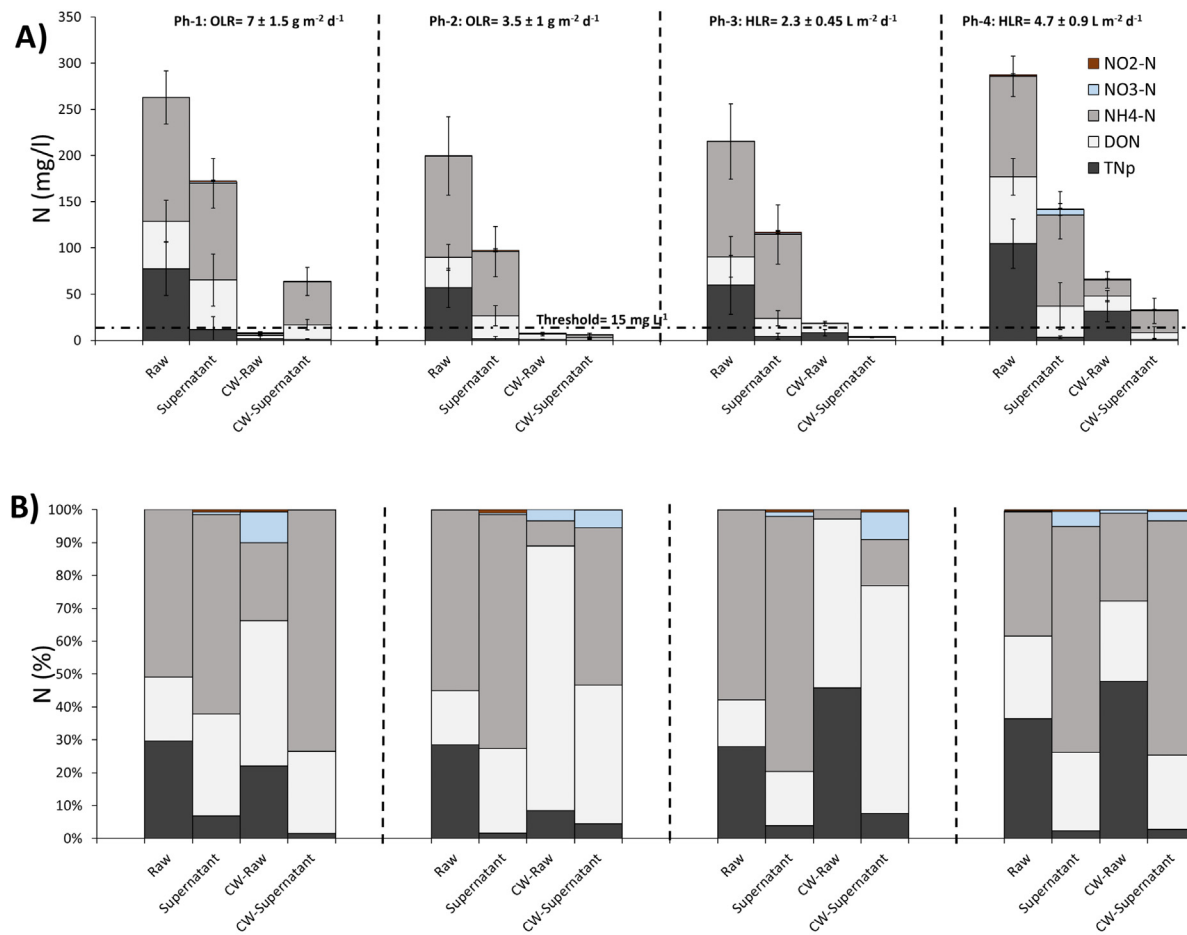 A)
Ph-1: OLR= 7 ± 1.5 g m⁻² d⁻¹
Ph-2: OLR= 3.5 ± 1 g m⁻² d⁻¹
Ph-3: HLR= 2.3 ± 0.45 L m⁻² d⁻¹
Ph-4: HLR= 4.7 ± 0.9 L m⁻² d⁻¹
N (mg/l)
350
300
250
200
150
100
50
0
NO2-N
NO3-N
NH4-N
DON
TNp
Threshold= 15 mg L¹
Raw
Supernatant
CW-Raw
CW-Supernatant
Raw
Supernatant
CW-Raw
CW-Supernatant
Raw
Supernatant
CW-Raw
CW-Supernatant
Raw
Supernatant
CW-Raw
CW-Supernatant
B)
N (%)
100%
90%
80%
70%
60%
50%
40%
30%
20%
10%
0%
Raw
Supernatant
CW-Raw
CW-Supernatant
Raw
Supernatant
CW-Raw
CW-Supernatant
Raw
Supernatant
CW-Raw
CW-Supernatant
Raw
Supernatant
CW-Raw
CW-Supernatant